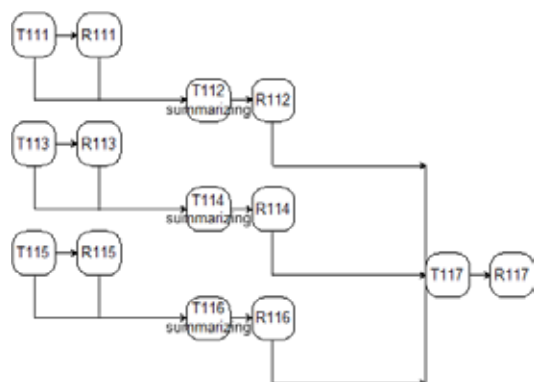 T111 R111
T112 R112
summarizing
T113 R113
T114 R114
summarizing
T115 R115
T117 R117
T116 R116
summarizing